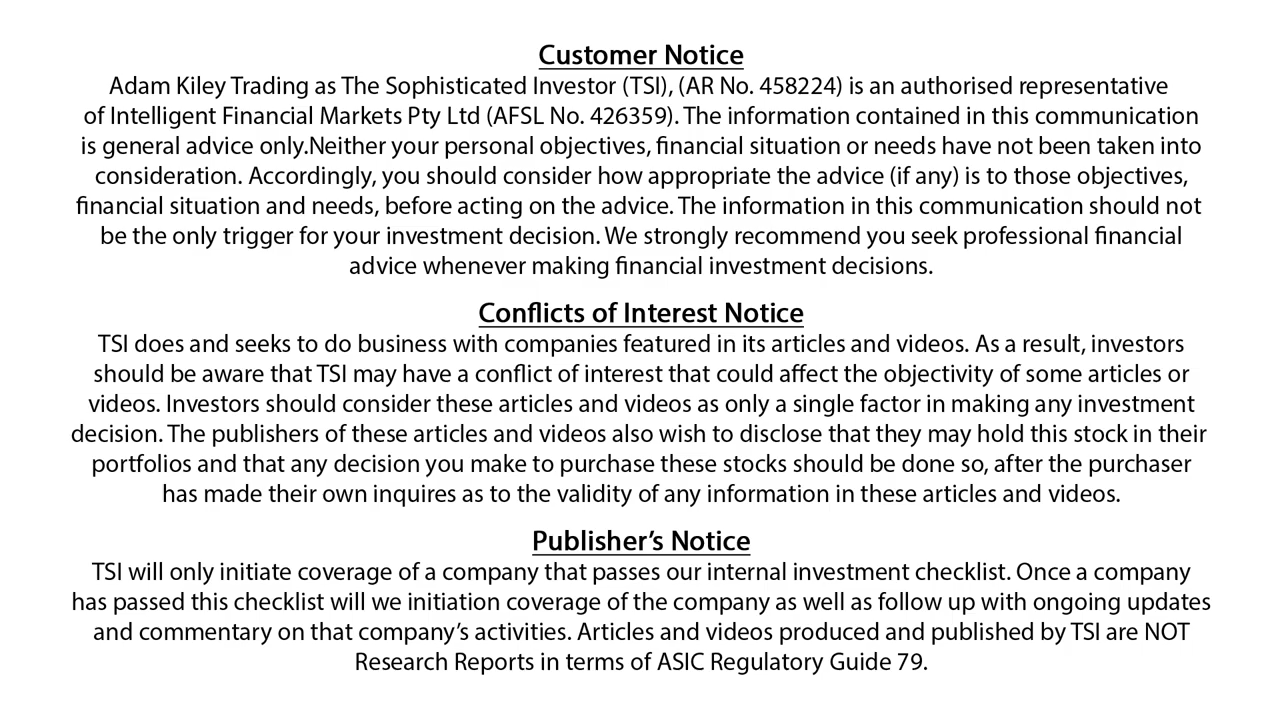 Customer Notice
Adam Kiley Trading as The Sophisticated Investor (TSI), (AR No. 458224) is an authorised representative
of Intelligent Financial Markets Pty Ltd (AFSL No. 426359). The information contained in this communication
is general advice only.Neither your personal objectives, financial situation or needs have not been taken into
consideration. Accordingly, you should consider how appropriate the advice (if any) is to those objectives,
financial situation and needs, before acting on the advice. The information in this communication should not
be the only trigger for your investment decision. We strongly recommend you seek professional financial
advice whenever making financial investment decisions.
Conflicts of Interest Notice
TSI does and seeks to do business with companies featured in its articles and videos. As a result, investors
should be aware that TSI may have a conflict of interest that could affect the objectivity of some articles or
videos. Investors should consider these articles and videos as only a single factor in making any investment
decision. The publishers of these articles and videos also wish to disclose that they may hold this stock in their
portfolios and that any decision you make to purchase these stocks should be done so, after the purchaser
has made their own inquires as to the validity of any information in these articles and videos.
Publisher’s Notice
TSI will only initiate coverage of a company that passes our internal investment checklist. Once a company
has passed this checklist will we initiation coverage of the company as well as follow up with ongoing updates
and commentary on that company’s activities. Articles and videos produced and published by TSI are NOT
Research Reports in terms of ASIC Regulatory Guide 79.